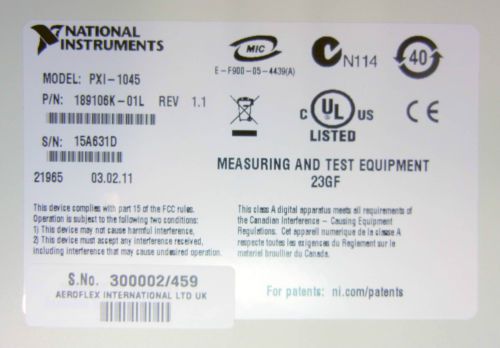 NATIONAL
INSTRUMENTS
MIC
E-F900-05-4439(A)
N114
40
MODEL: PXI-1045
P/N: 189106K-01L REV 1.1
S/N: 15A631D
21965 03.02.11
C UL US
LISTED
CE
MEASURING AND TEST EQUIPMENT
23GF
This device complies with part 15 of the FCC rules.
Operation is subject to the following two conditions:
1) This device may not cause harmful interference,
2) This device must accept any interference received,
including interference that may cause undesired operation.
This class A digital apparatus meets all requirements of
the Canadian Interference - Causing Equipment
Regulations. Cet appareil numerique de la classe A
respecte toutes les exigences du Reglement sur le
materiel brouilleur du Canada.
S.No. 300002/459
AEROFLEX INTERNATIONAL LTD UK
For patents: ni.com/patents